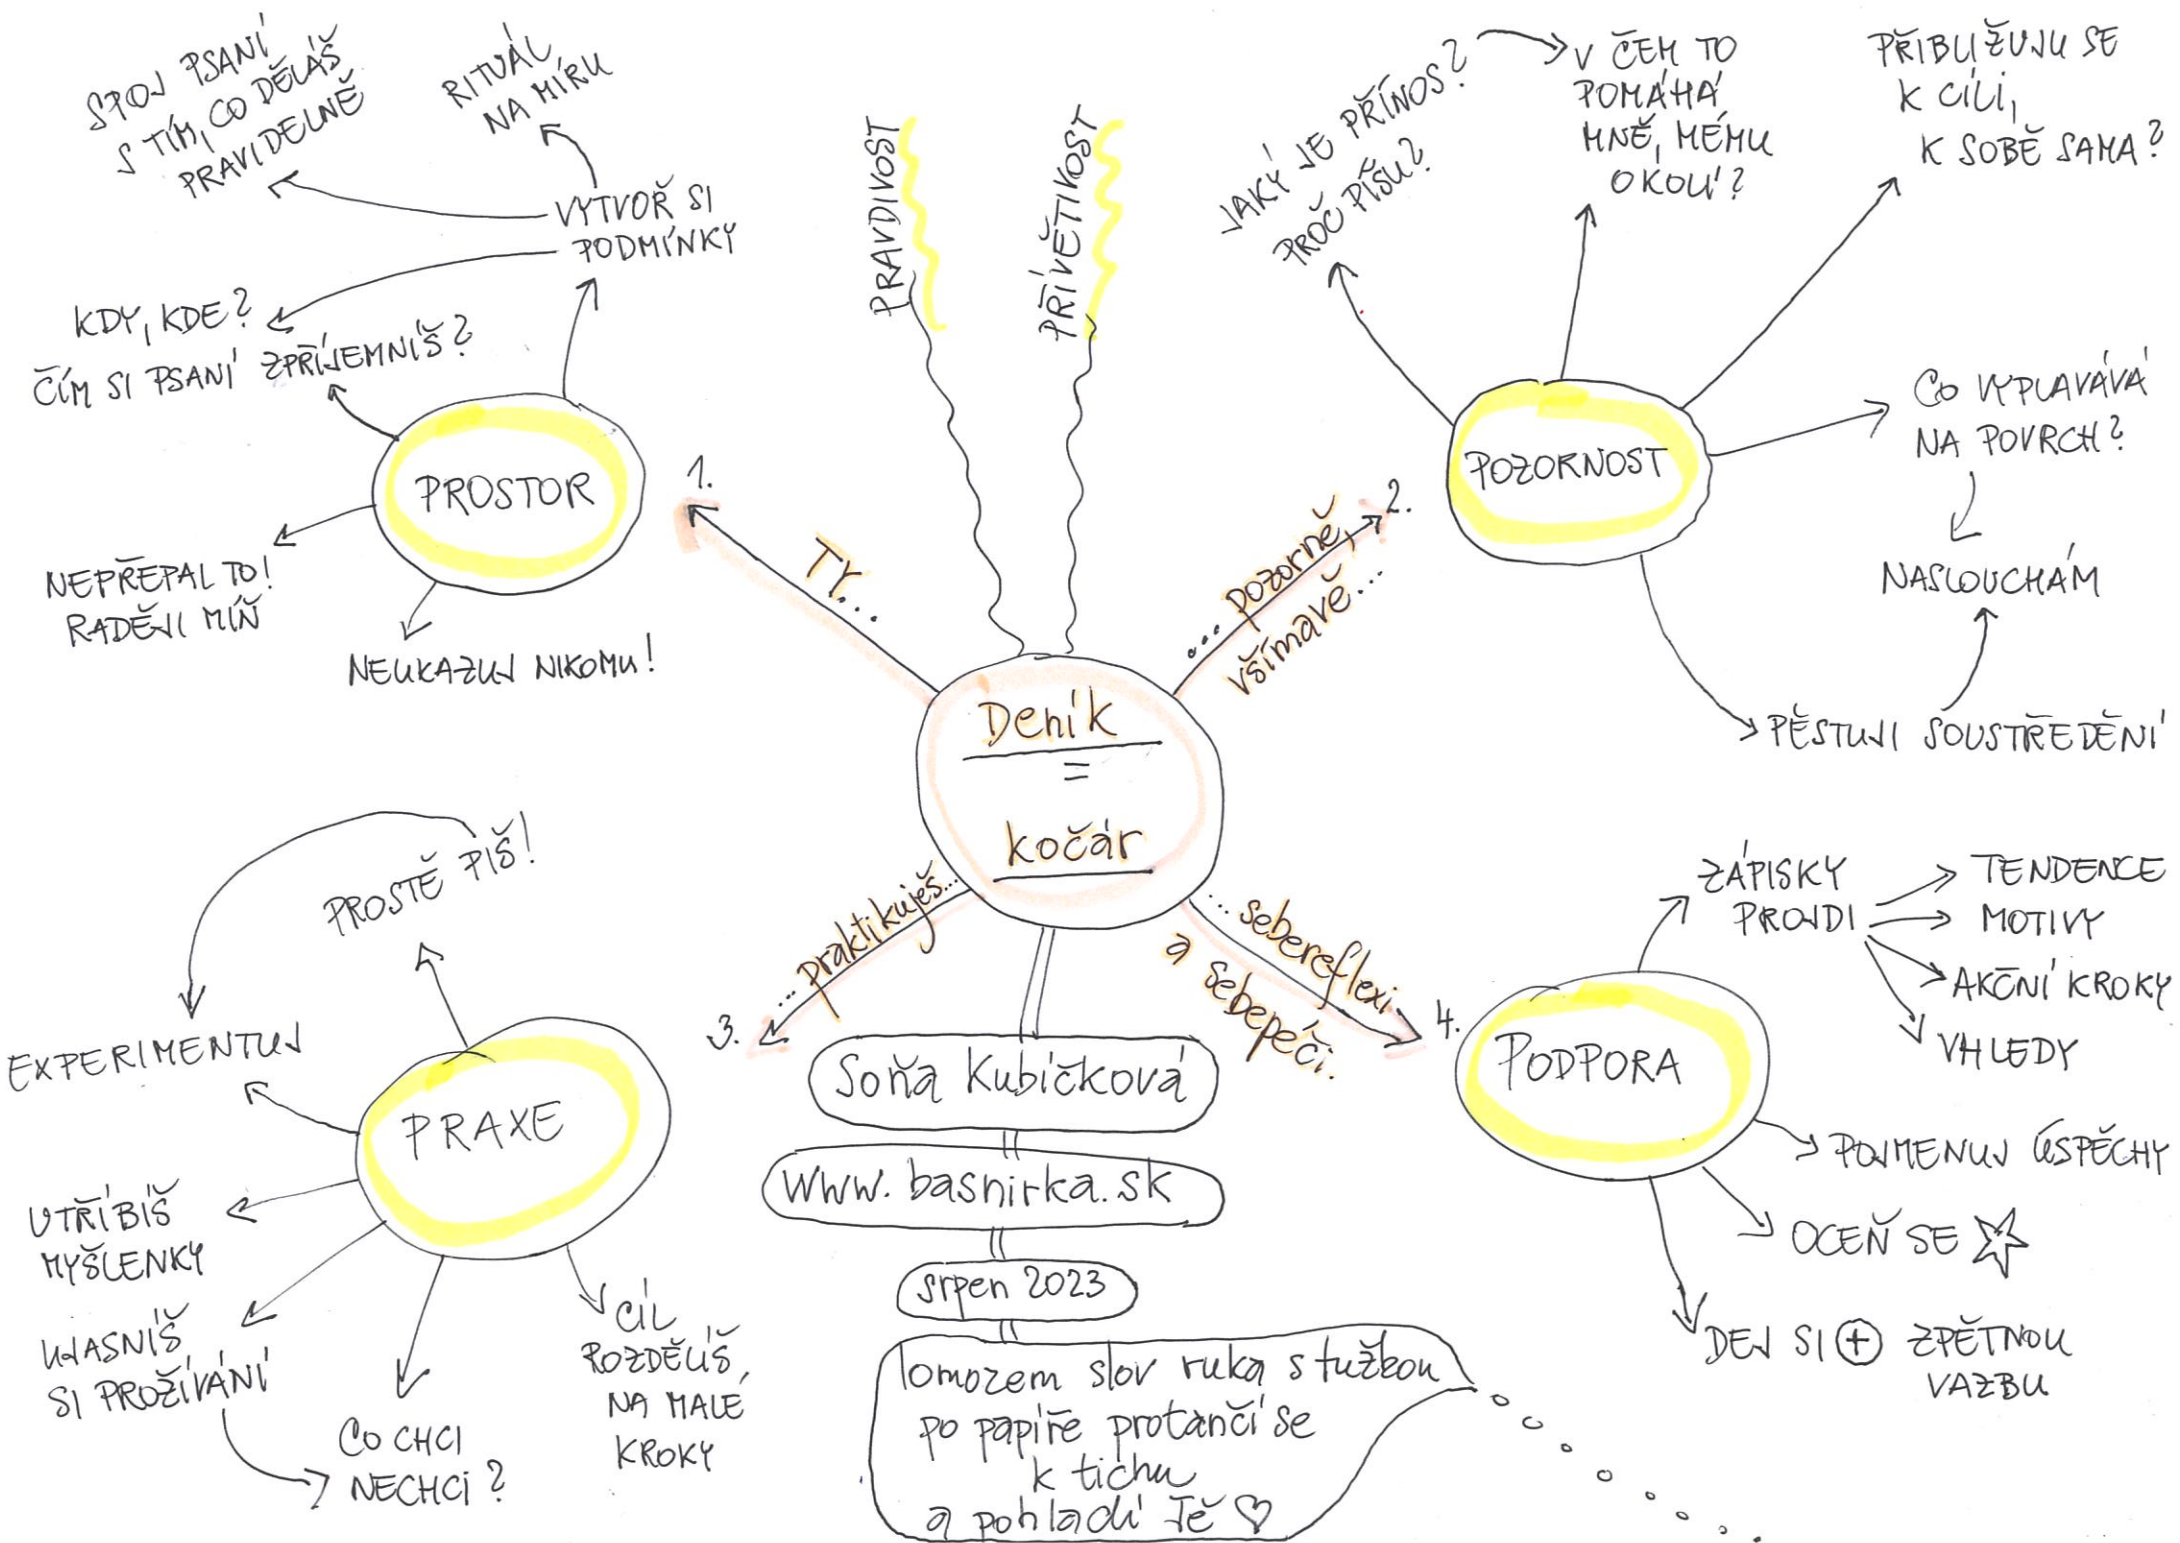 SPOJ PSANÍ
S TÍM, CO DĚLÁŠ
PRAVIDELNĚ
RITUÁL
NA MÍRU
VYTVOŘ SI
PODMÍNKY
KDY, KDE?
ČÍM SI PSANÍ ZPŘÍJEMNÍŠ?
PROSTOR
NEPŘEPAL TO!
RADĚJI MÍŇ
NEUKAZUJ NIKOMU!
PRAVDIVOST
PŘÍVĚTIVOST
JAKÝ JE PŘÍNOS?
PROČ PÍŠU?
V ČEM TO
POMÁHÁ
MNĚ, MÉMU
OKOLÍ?
PŘIBLIŽUJU SE
K CÍLI,
K SOBĚ SAMA?
POZORNOST
CO VYPLAVÁVÁ
NA POVRCH?
NASLOUCHÁM
PĚSTUJI SOUSTŘEDĚNÍ
1.
TY...
2.
... pozorně,
všímavě...
Deník
=
kočár
3.
... praktikuješ...
4.
... sebereflexi
a sebepéči.
PROSTĚ PIŠ!
EXPERIMENTUJ
PRAXE
UTŘÍBÍŠ
MYŠLENKY
UJASNÍŠ
SI PROŽÍVÁNÍ
CO CHCI
NECHCI?
CÍL
ROZDĚLÍŠ
NA MALÉ
KROKY
ZÁPISKY
PROJDI
TENDENCE
MOTIVY
AKČNÍ KROKY
VHLEDY
PODPORA
POJMENUJ ÚSPĚCHY
OCEŇ SE
DEJ SI + ZPĚTNOU
VAZBU
Soňa Kubíčková
www.basnirka.sk
srpen 2023
lomozem slov ruka s tužkou
po papíře protančí se
k tichu
a pohladí Tě ♡